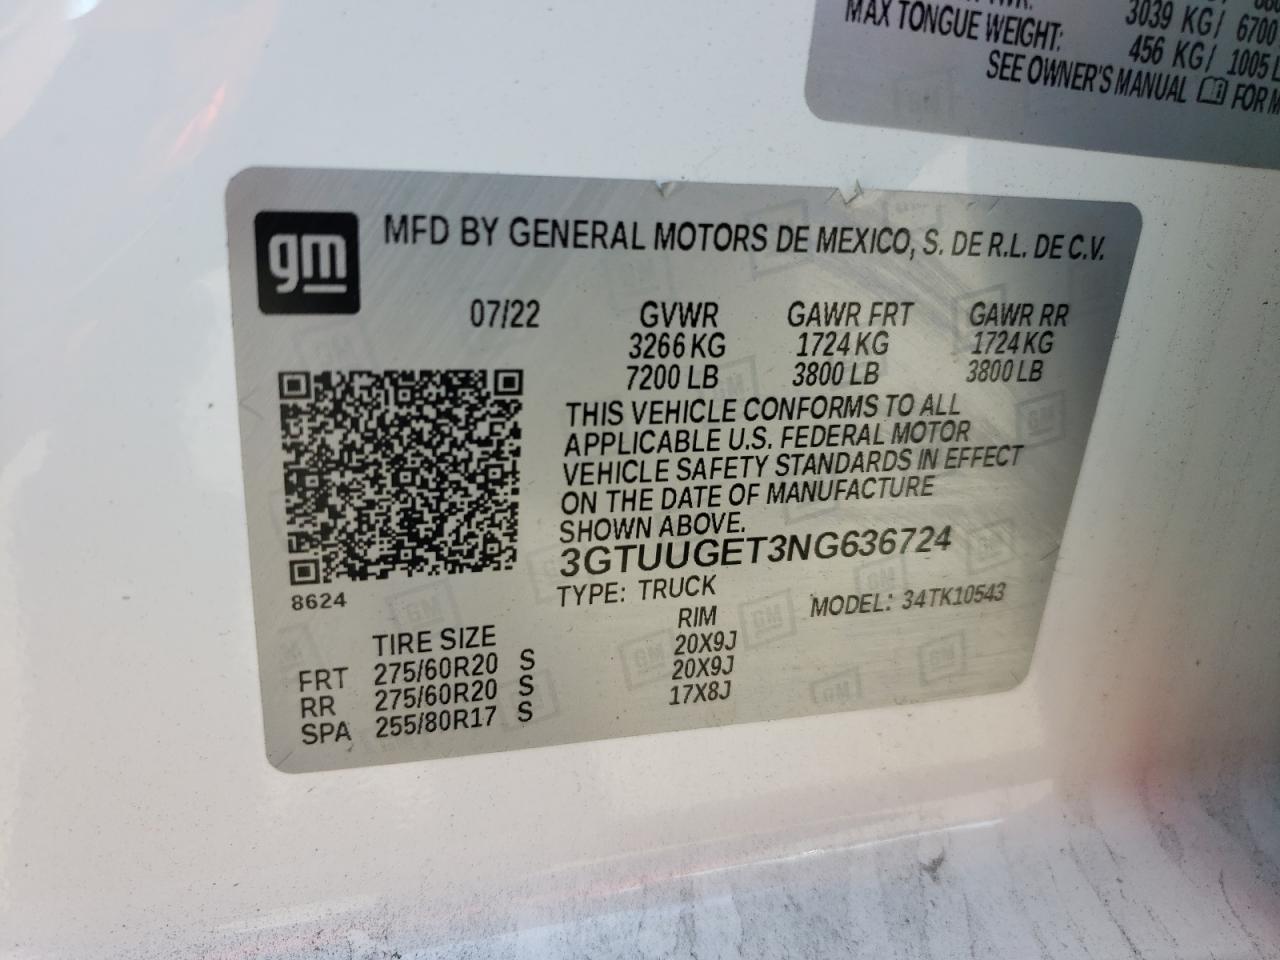 3039 KG/ 6700
MAX TONGUE WEIGHT:
456 KG/ 1005
SEE OWNER'S MANUAL FOR
gm
MFD BY GENERAL MOTORS DE MEXICO, S. DE R.L. DE C.V.
07/22 GVWR GAWR FRT GAWR RR
3266 KG 1724 KG 1724 KG
7200 LB 3800 LB 3800 LB
THIS VEHICLE CONFORMS TO ALL
APPLICABLE U.S. FEDERAL MOTOR
VEHICLE SAFETY STANDARDS IN EFFECT
ON THE DATE OF MANUFACTURE
SHOWN ABOVE.
3GTUUGET3NG636724
TYPE: TRUCK MODEL: 34TK10543
8624
TIRE SIZE RIM
FRT 275/60R20 S 20X9J
RR 275/60R20 S 20X9J
SPA 255/80R17 S 17X8J